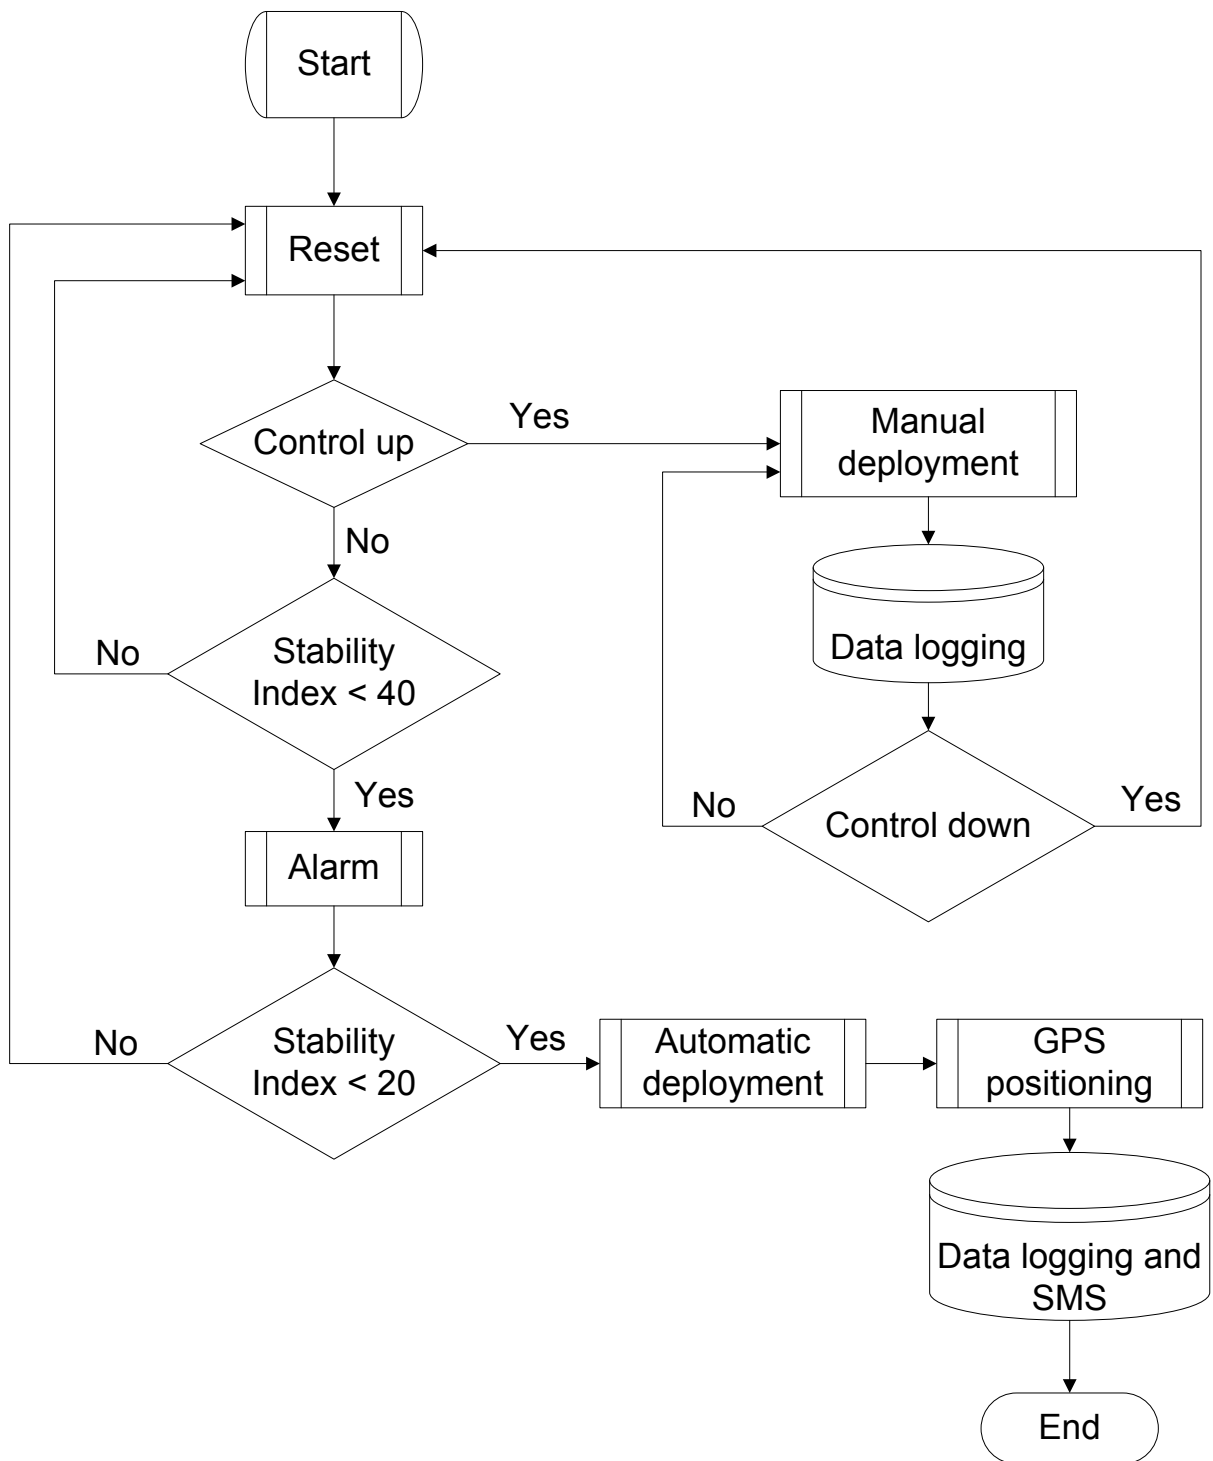 Start
Reset
Control up
Yes
Manual
deployment
No
Data logging
Stability
Index < 40
No
Yes
Control down
No
Yes
Alarm
Stability
Index < 20
No
Yes
Automatic
deployment
GPS
positioning
Data logging and
SMS
End